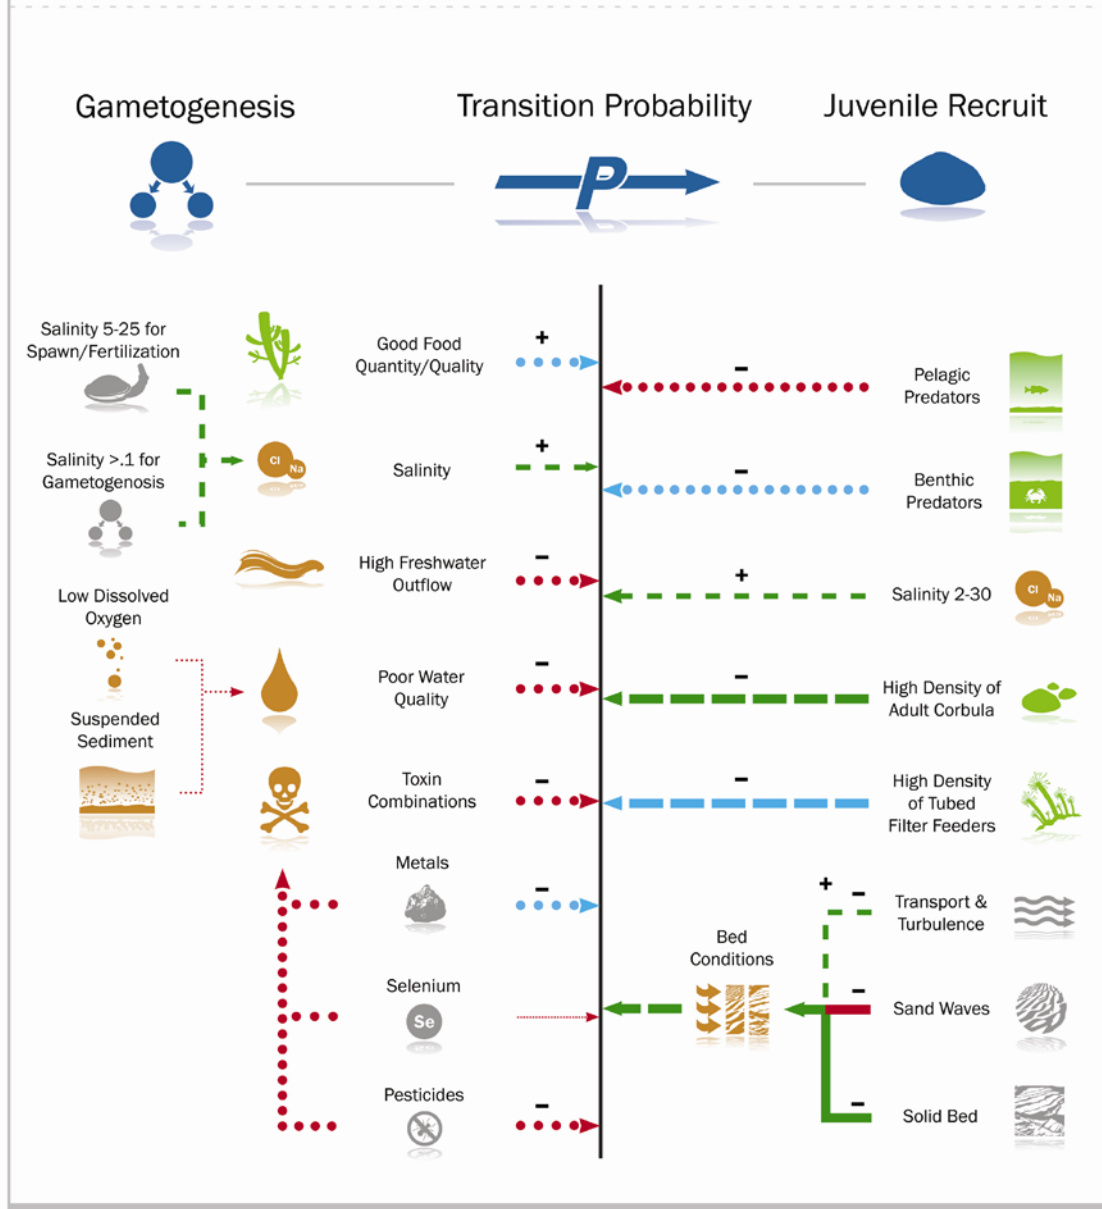 Gametogenesis
Transition Probability
Juvenile Recruit
P
Salinity 5-25 for
Spawn/Fertilization
Good Food
Quantity/Quality
+
−
Pelagic
Predators
Salinity >.1 for
Gametogenosis
Cl
Na
Salinity
+
−
Benthic
Predators
High Freshwater
Outflow
−
+
Salinity 2-30
Cl
Na
Low Dissolved
Oxygen
Suspended
Sediment
Poor Water
Quality
−
−
High Density of
Adult Corbula
Toxin
Combinations
−
−
High Density
of Tubed
Filter Feeders
Metals
−
+
−
Transport &
Turbulence
Bed
Conditions
Selenium
Se
−
Sand Waves
Pesticides
−
−
Solid Bed